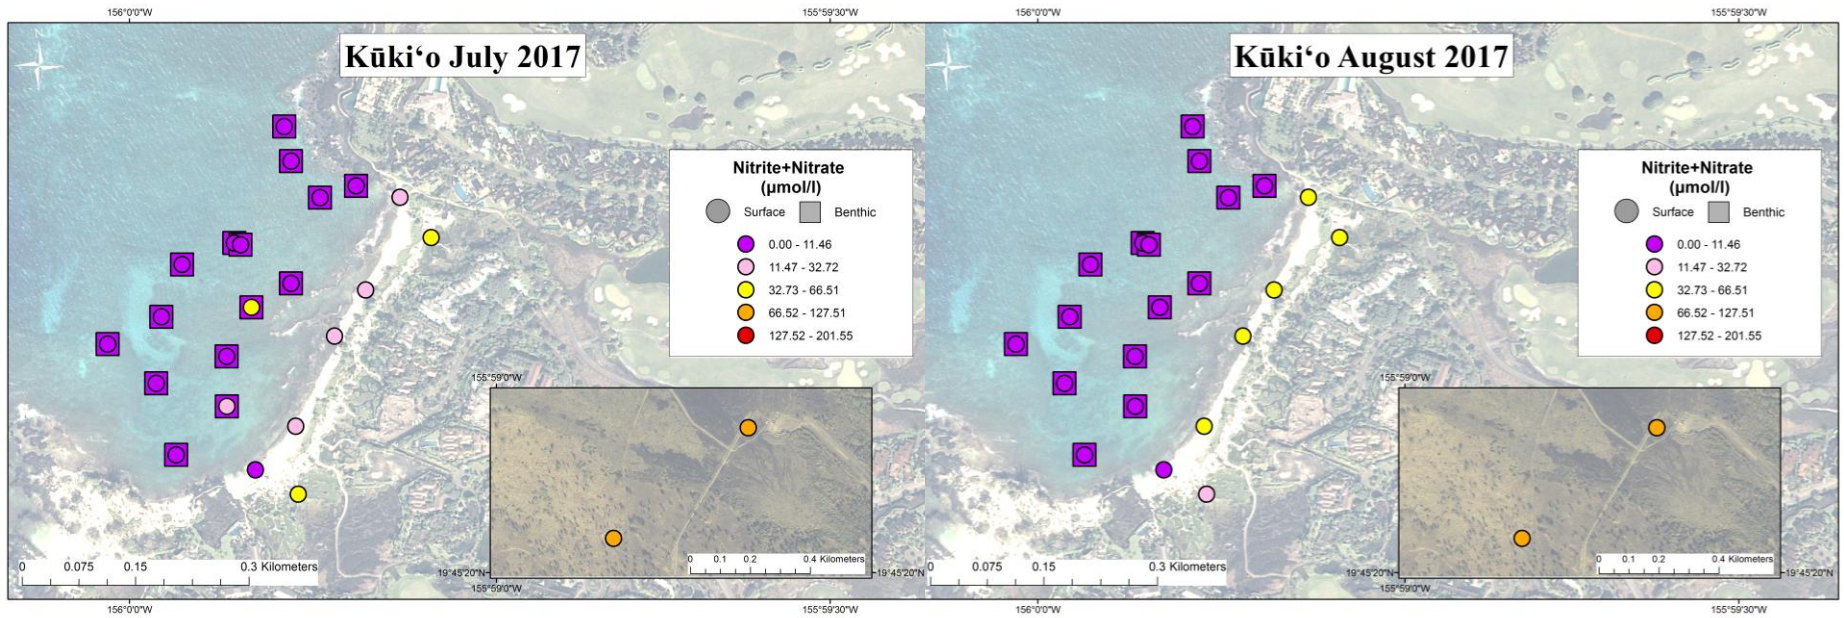 156°0'0"W
155°59'30"W
156°0'0"W
155°59'30"W
N
Kūkiʻo July 2017
N
Kūkiʻo August 2017
Nitrite+Nitrate
(µmol/l)
Surface Benthic
0.00 - 11.46
11.47 - 32.72
32.73 - 66.51
66.52 - 127.51
127.52 - 201.55
Nitrite+Nitrate
(µmol/l)
Surface Benthic
0.00 - 11.46
11.47 - 32.72
32.73 - 66.51
66.52 - 127.51
127.52 - 201.55
155°59'0"W
0 0.1 0.2 0.4 Kilometers
19°45'20"N
155°59'0"W
0 0.075 0.15 0.3 Kilometers
155°59'0"W
0 0.1 0.2 0.4 Kilometers
19°45'20"N
19°45'20"N
155°59'0"W
0 0.075 0.15 0.3 Kilometers
156°0'0"W
155°59'30"W
156°0'0"W
155°59'30"W